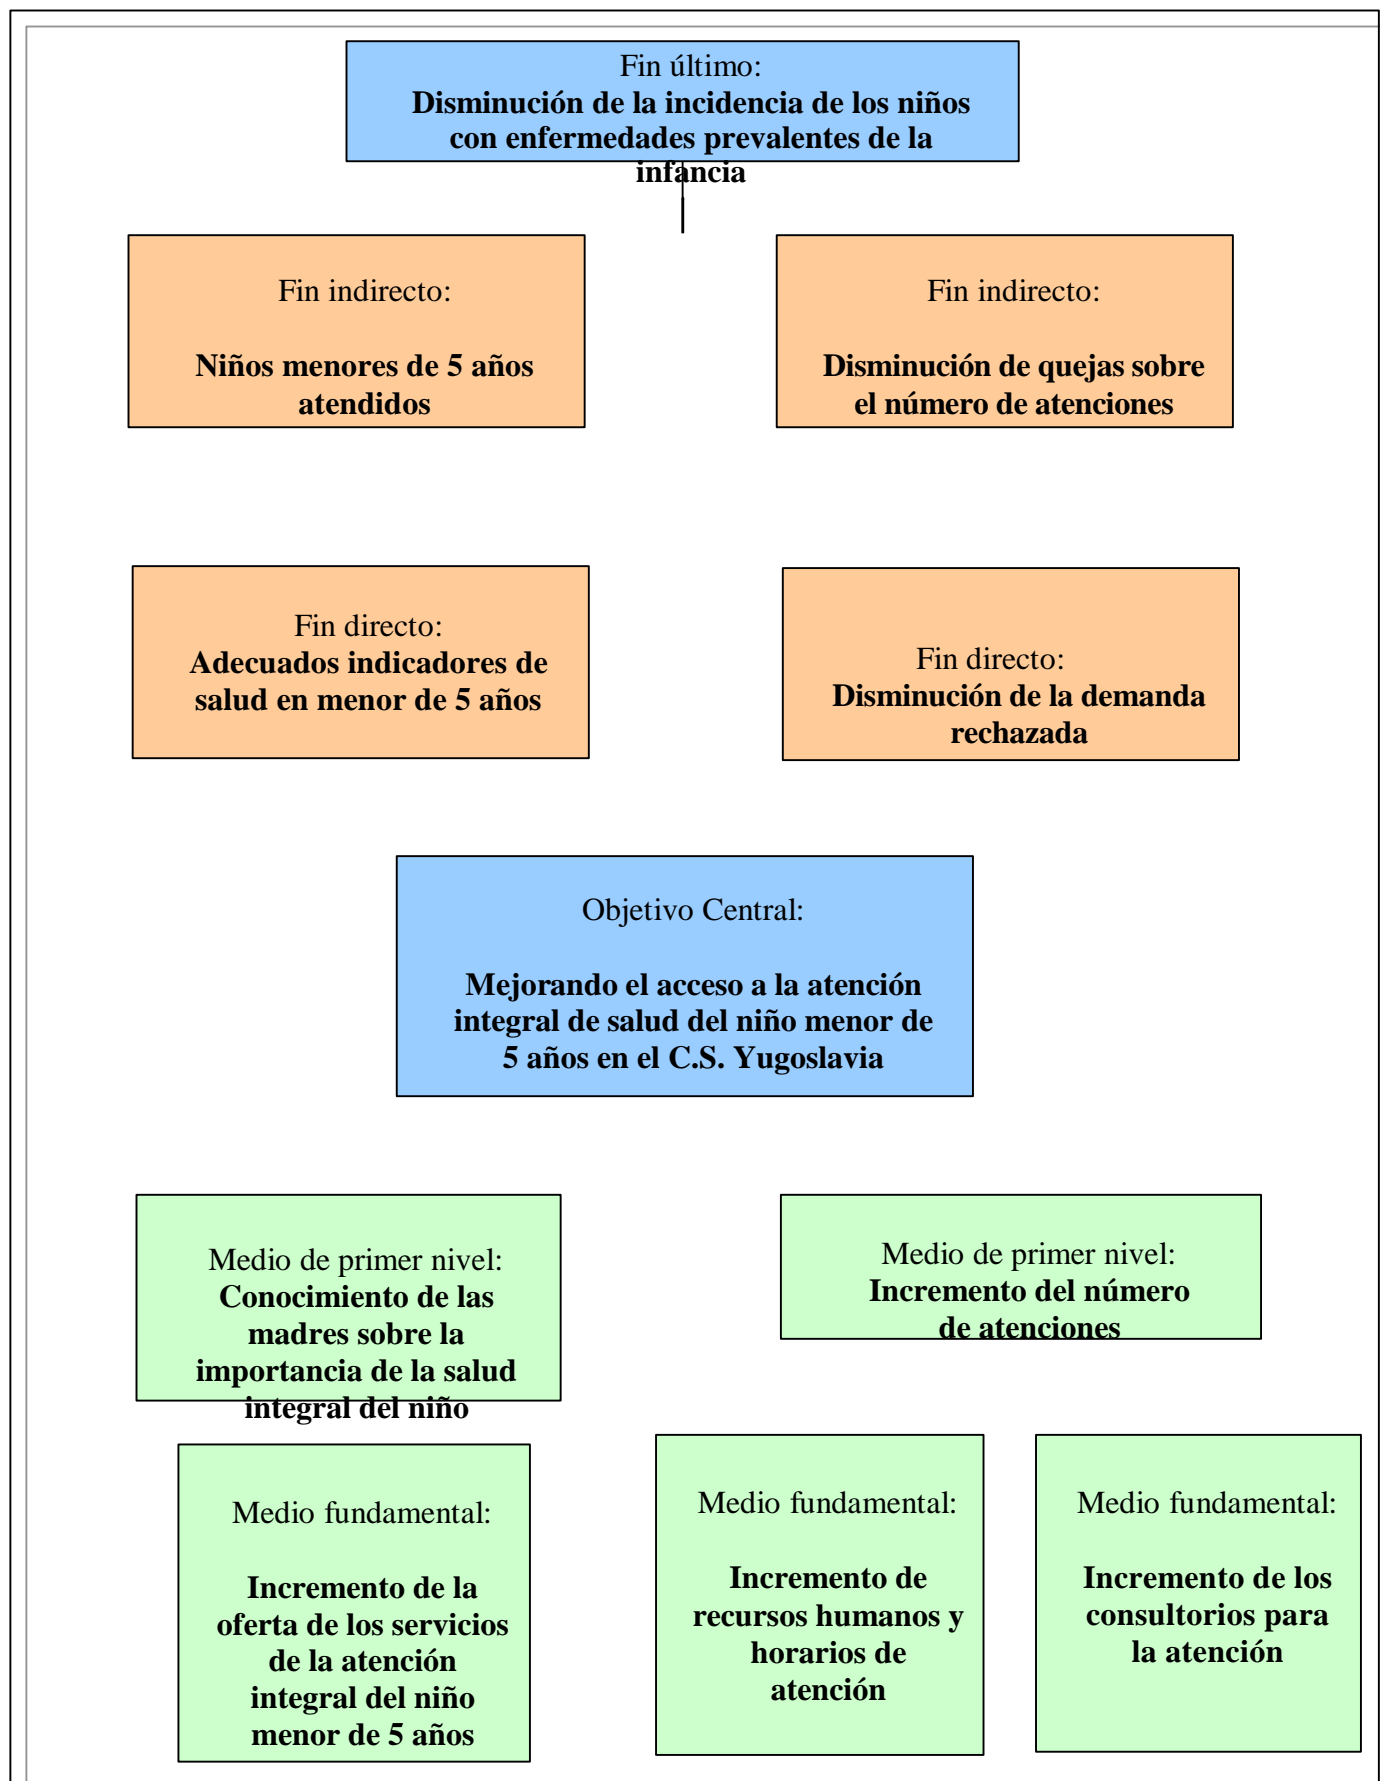 Fin último:
Disminución de la incidencia de los niños
con enfermedades prevalentes de la
infancia
Fin indirecto:
Niños menores de 5 años
atendidos
Fin indirecto:
Disminución de quejas sobre
el número de atenciones
Fin directo:
Adecuados indicadores de
salud en menor de 5 años
Fin directo:
Disminución de la demanda
rechazada
Objetivo Central:
Mejorando el acceso a la atención
integral de salud del niño menor de
5 años en el C.S. Yugoslavia
Medio de primer nivel:
Conocimiento de las
madres sobre la
importancia de la salud
integral del niño
Medio de primer nivel:
Incremento del número
de atenciones
Medio fundamental:
Incremento de la
oferta de los servicios
de la atención
integral del niño
menor de 5 años
Medio fundamental:
Incremento de
recursos humanos y
horarios de
atención
Medio fundamental:
Incremento de los
consultorios para
la atención